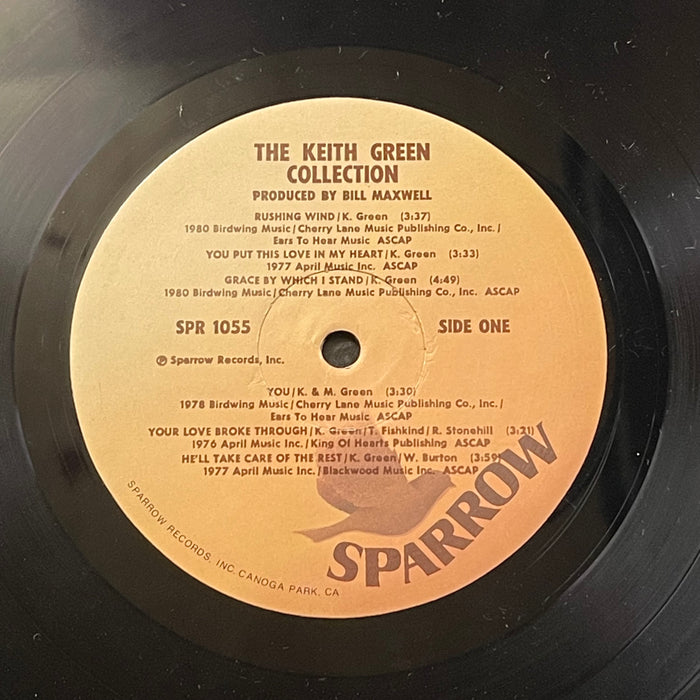 THE KEITH GREEN
COLLECTION
PRODUCED BY BILL MAXWELL
RUSHING WIND/K. Green (3:37)
1980 Birdwing Music/Cherry Lane Music Publishing Co., Inc./
Ears To Hear Music ASCAP
YOU PUT THIS LOVE IN MY HEART/K. Green (3:33)
1977 April Music Inc. ASCAP
GRACE BY WHICH I STAND/K. Green (4:49)
1980 Birdwing Music/Cherry Lane Music Publishing Co., Inc. ASCAP
SPR 1055 SIDE ONE
℗ Sparrow Records, Inc.
YOU/K. & M. Green (3:30)
1978 Birdwing Music/Cherry Lane Music Publishing Co., Inc./
Ears To Hear Music ASCAP
YOUR LOVE BROKE THROUGH/K. Green/T. Fishkind/R. Stonehill (3:21)
1976 April Music Inc./King Of Hearts Publishing ASCAP
HE'LL TAKE CARE OF THE REST/K. Green/W. Burton (3:59)
1977 April Music Inc./Blackwood Music Inc. ASCAP
SPARROW
SPARROW RECORDS, INC. CANOGA PARK, CA